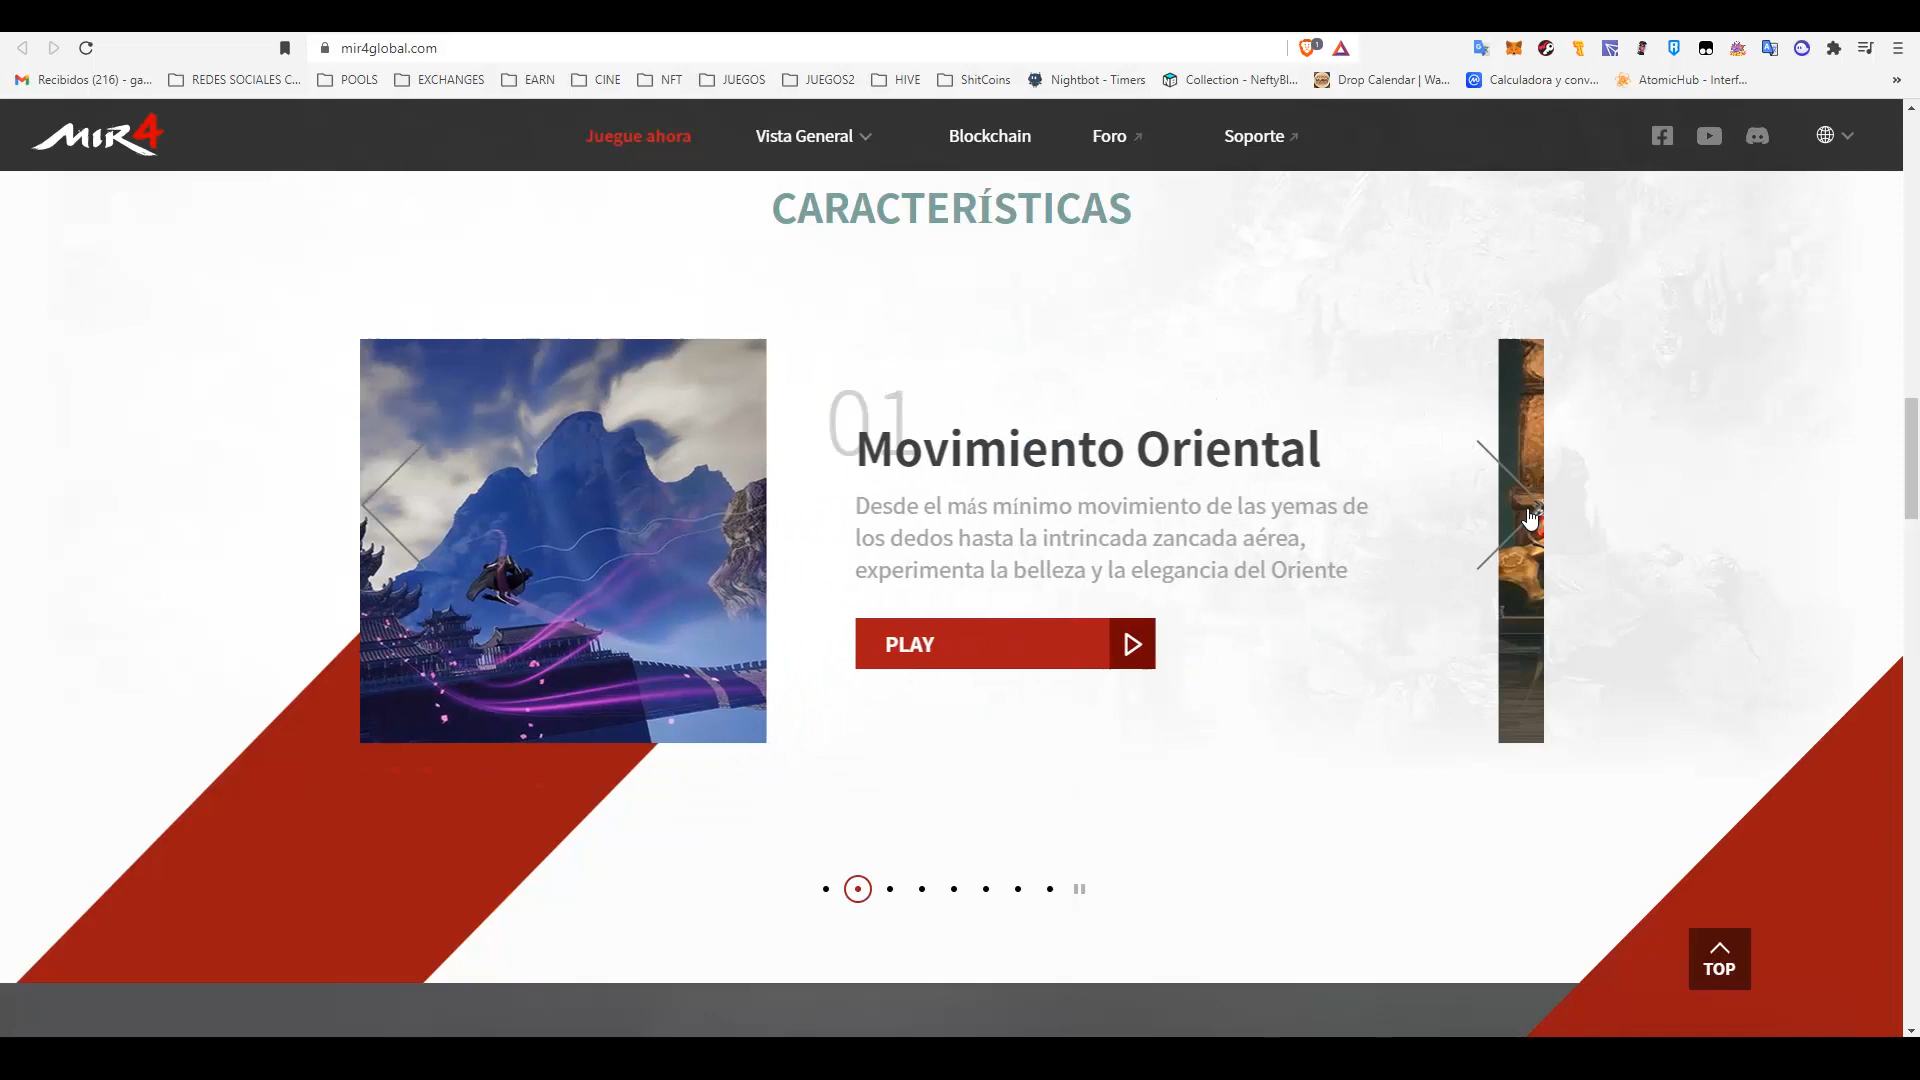 mir4global.com
1
Recibidos (216) - ga...
REDES SOCIALES C...
POOLS
EXCHANGES
EARN
CINE
NFT
JUEGOS
JUEGOS2
HIVE
ShitCoins
Nightbot - Timers
Collection - NeftyBl...
Drop Calendar | Wa...
Calculadora y conv...
AtomicHub - Interf...
»
MIR4
Juegue ahora
Vista General
Blockchain
Foro
Soporte
CARACTERÍSTICAS
01
Movimiento Oriental
Desde el más mínimo movimiento de las yemas de
los dedos hasta la intrincada zancada aérea,
experimenta la belleza y la elegancia del Oriente
PLAY
TOP